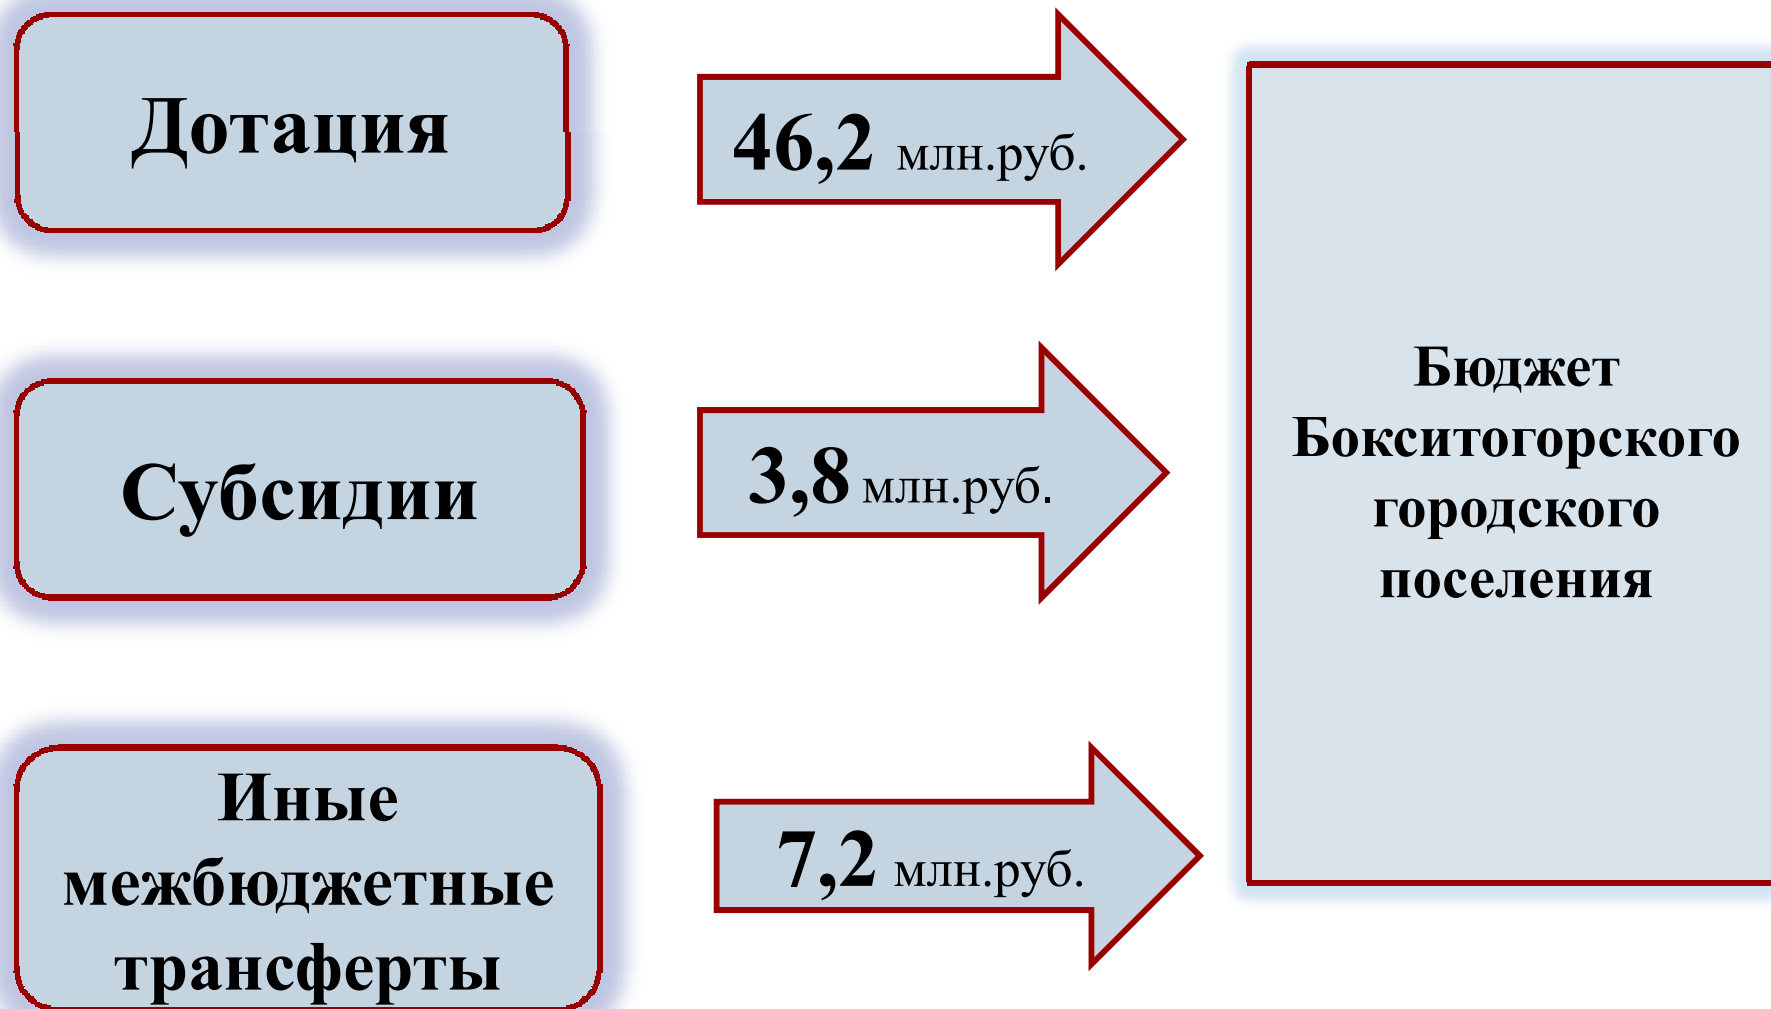 Дотация
46,2 млн.руб.
Субсидии
3,8 млн.руб.
Иные
межбюджетные
трансферты
7,2 млн.руб.
Бюджет
Бокситогорского
городского
поселения